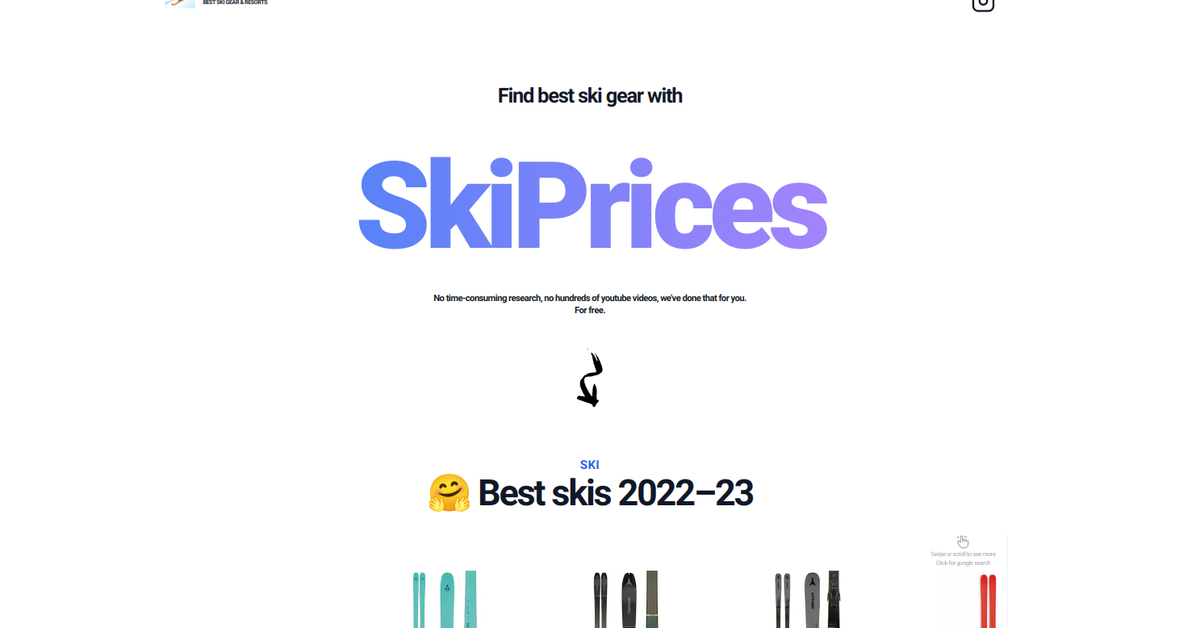 BEST SKI GEAR & RESORTS
Find best ski gear with
SkiPrices
No time-consuming research, no hundreds of youtube videos, we've done that for you.
For free.
SKI
🤗 Best skis 2022–23
Swipe or scroll to see more
Click for google search